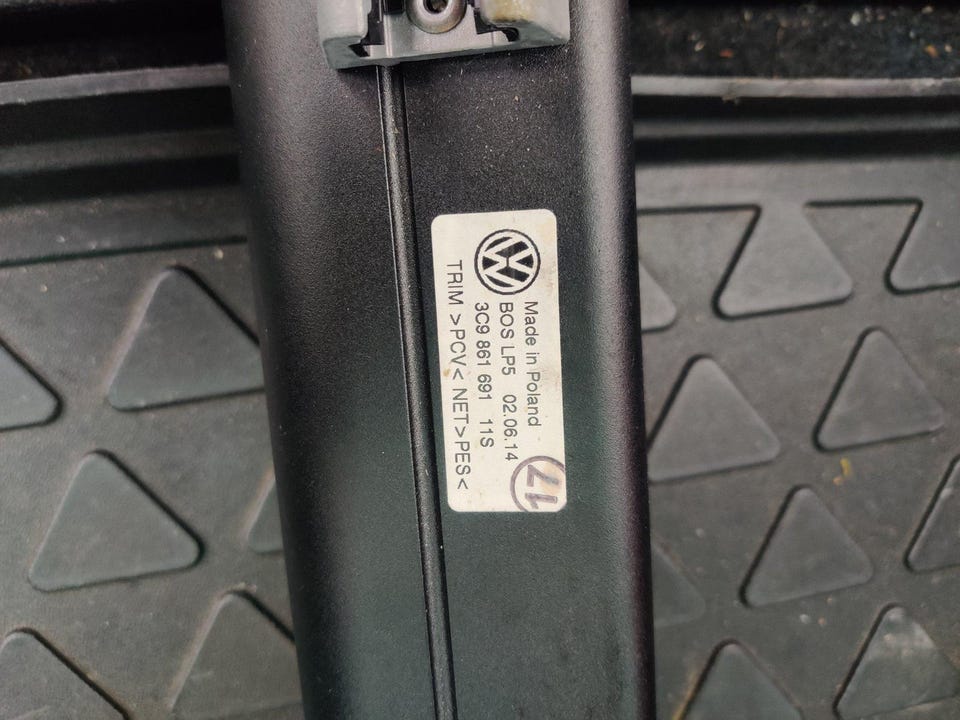 Made in Poland
BOS LP5 02.06.14
3C9 861 691 11S
TRIM >PCV< NET>PES<
17